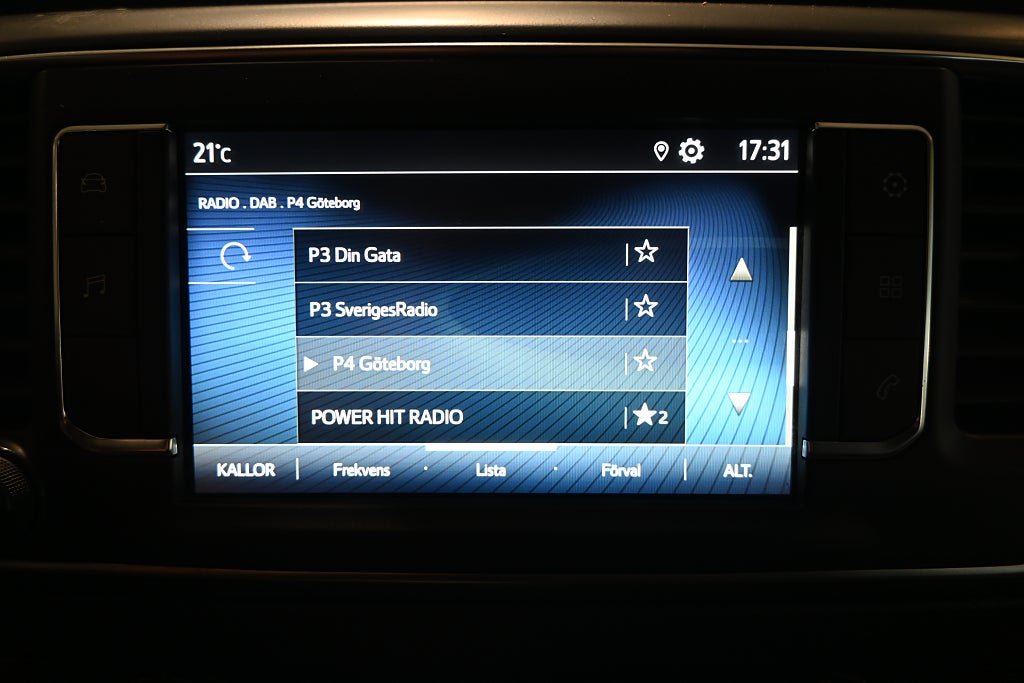 21°C 17:31
RADIO . DAB . P4 Göteborg
P3 Din Gata
P3 SverigesRadio
P4 Göteborg
POWER HIT RADIO 2
KALLOR Frekvens Lista Förval ALT.